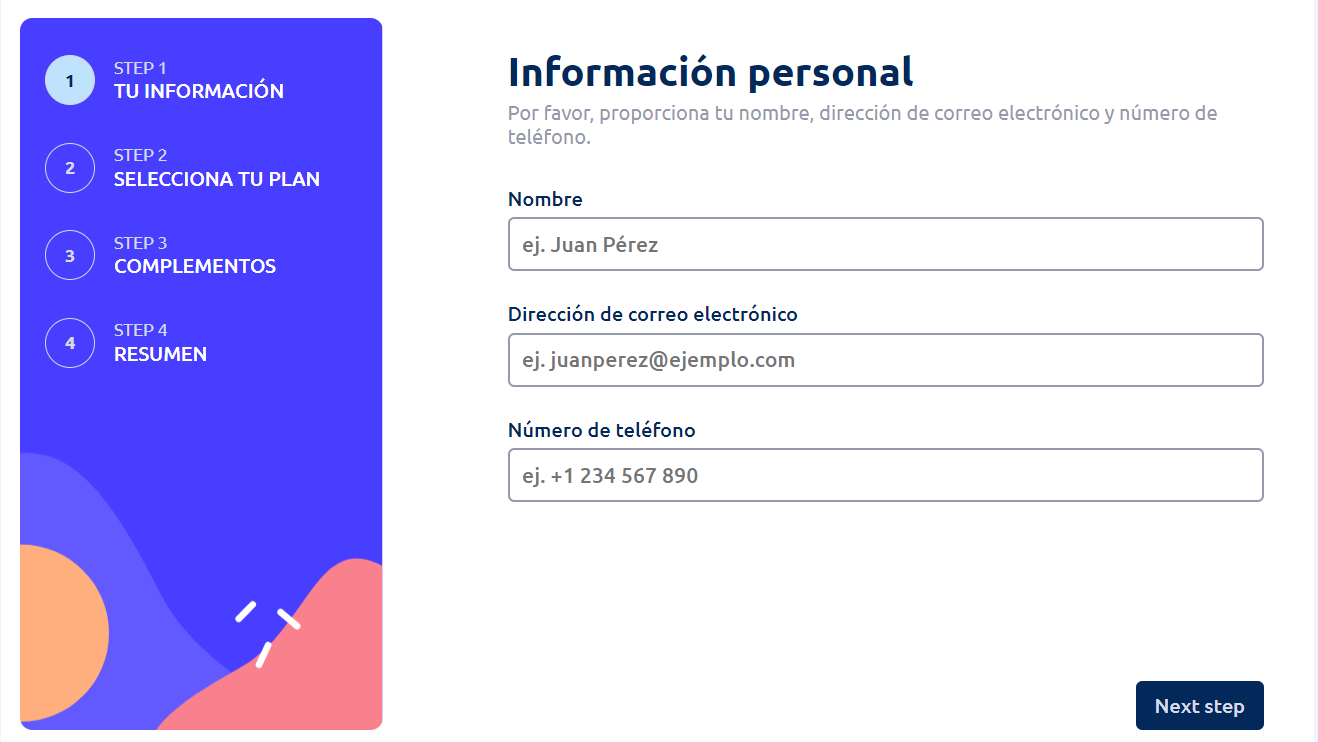 1
STEP 1
TU INFORMACIÓN
2
STEP 2
SELECCIONA TU PLAN
3
STEP 3
COMPLEMENTOS
4
STEP 4
RESUMEN
Información personal
Por favor, proporciona tu nombre, dirección de correo electrónico y número de
teléfono.
Nombre
ej. Juan Pérez
Dirección de correo electrónico
ej. juanperez@ejemplo.com
Número de teléfono
ej. +1 234 567 890
Next step